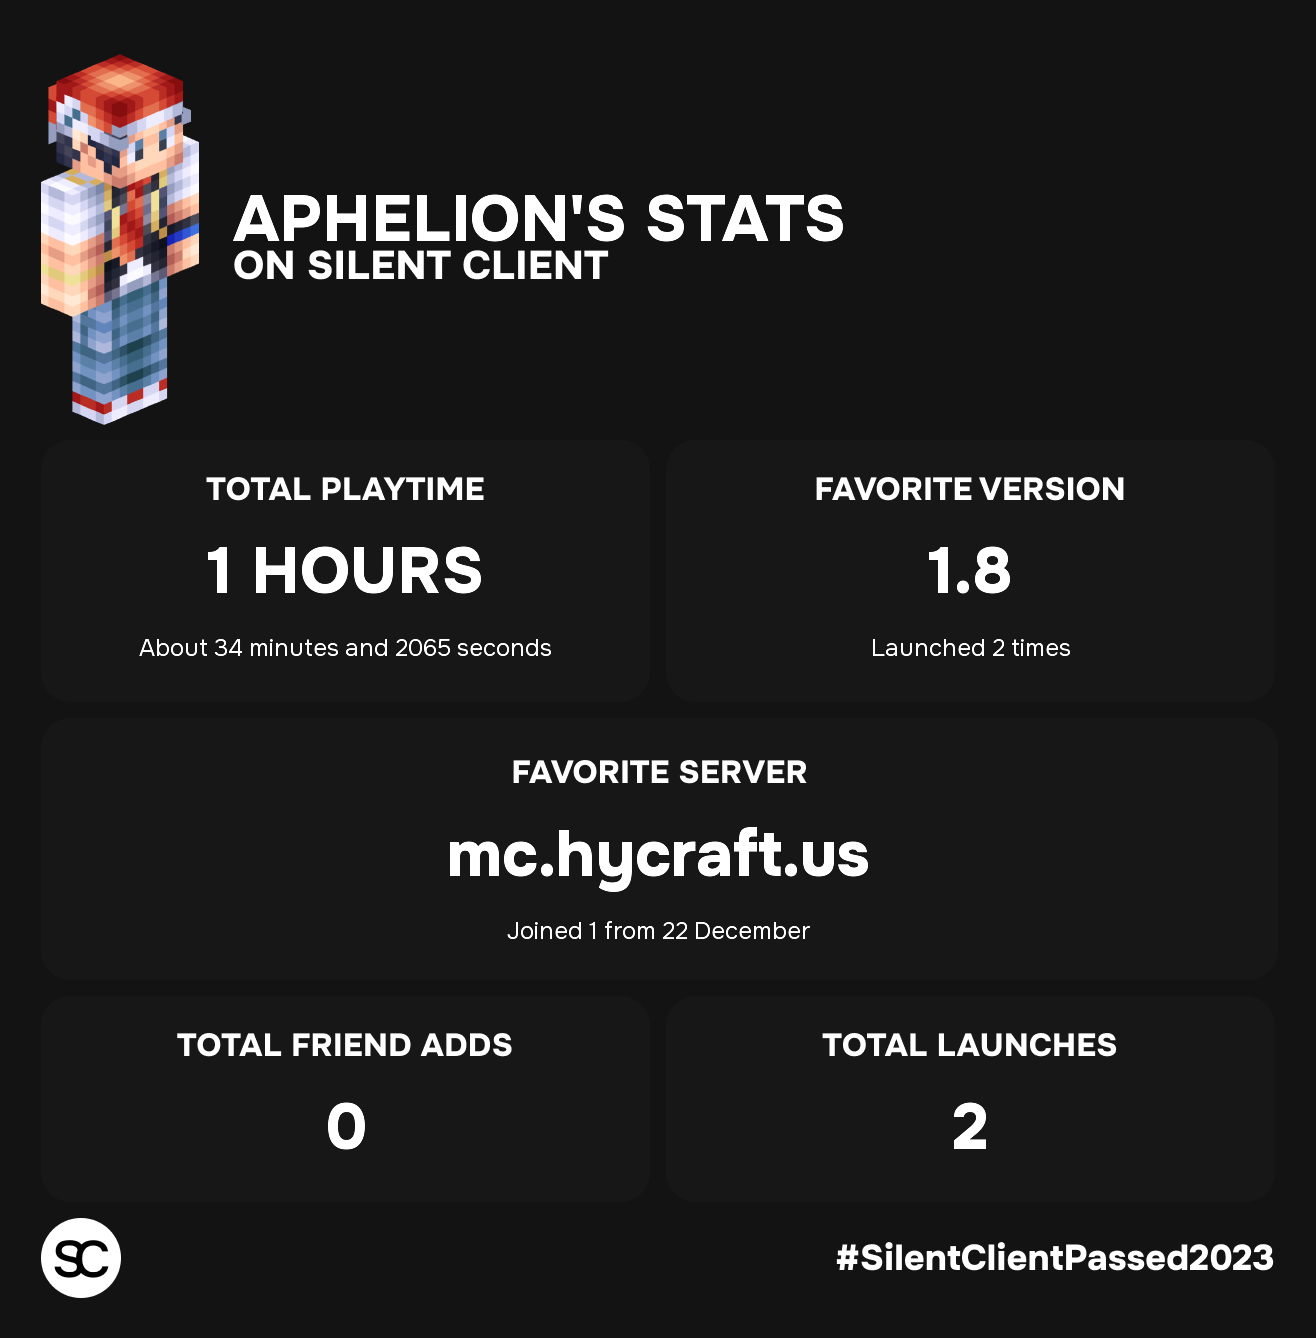 APHELION'S STATS
ON SILENT CLIENT
TOTAL PLAYTIME
1 HOURS
About 34 minutes and 2065 seconds
FAVORITE VERSION
1.8
Launched 2 times
FAVORITE SERVER
mc.hycraft.us
Joined 1 from 22 December
TOTAL FRIEND ADDS
0
TOTAL LAUNCHES
2
SC
#SilentClientPassed2023